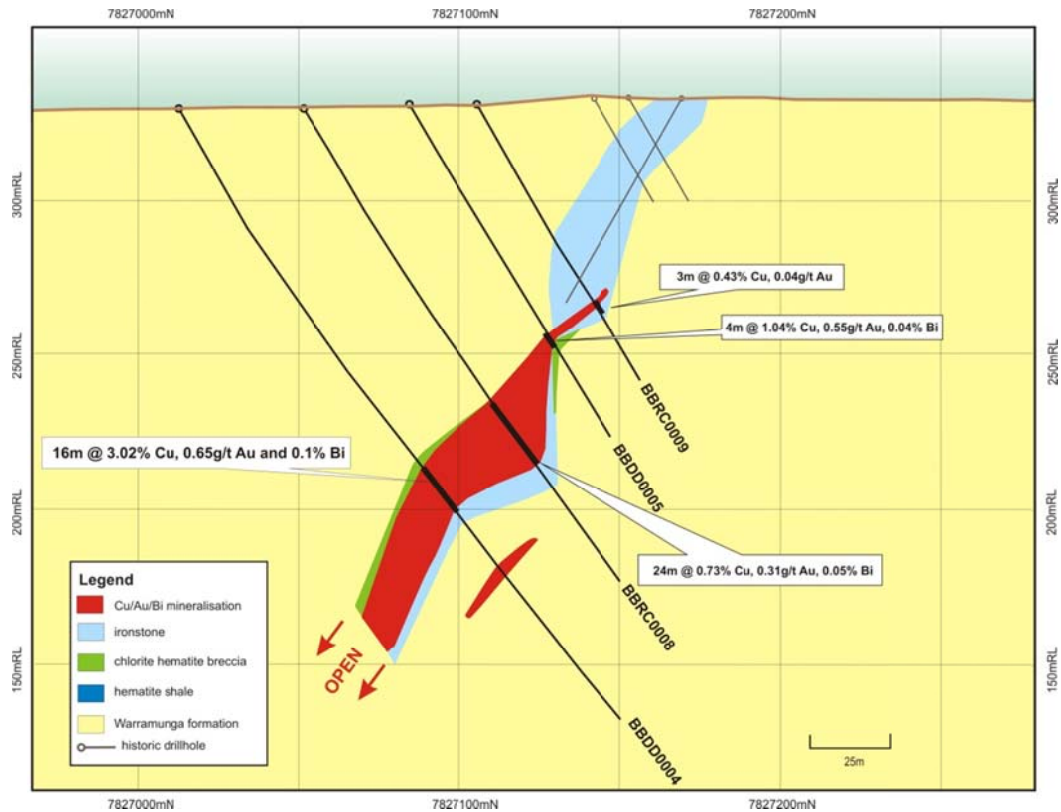 7827000mN
7827100mN
7827200mN
300mRL
300mRL
3m @ 0.43% Cu, 0.04g/t Au
4m @ 1.04% Cu, 0.55g/t Au, 0.04% Bi
250mRL
250mRL
BBRC0009
16m @ 3.02% Cu, 0.65g/t Au and 0.1% Bi
BBDD0005
200mRL
200mRL
24m @ 0.73% Cu, 0.31g/t Au, 0.05% Bi
BBRC0008
Legend
Cu/Au/Bi mineralisation
ironstone
chlorite hematite breccia
hematite shale
Warramunga formation
historic drillhole
OPEN
150mRL
150mRL
BBDD0004
25m
7827000mN
7827100mN
7827200mN